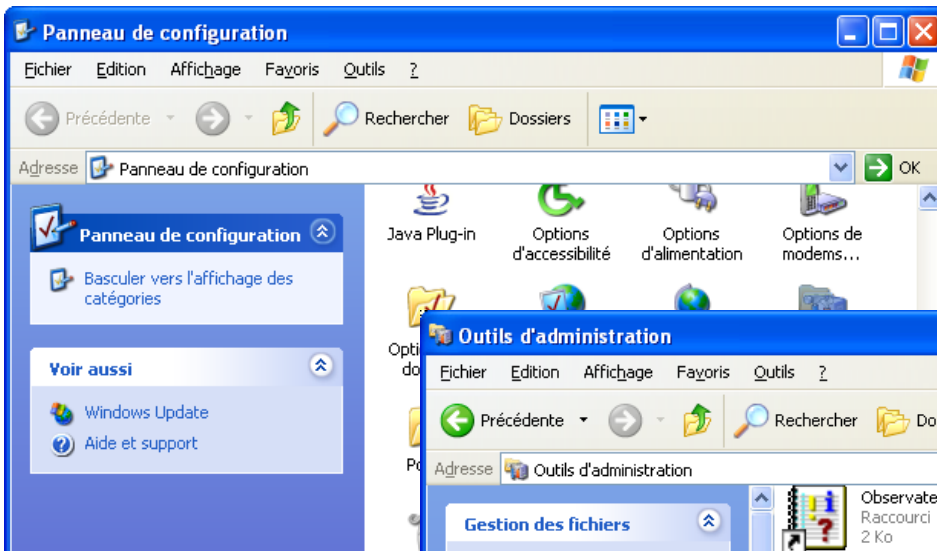 Panneau de configuration
Fichier Edition Affichage Favoris Outils ?
Précédente Rechercher Dossiers
Adresse Panneau de configuration OK
Panneau de configuration
Basculer vers l'affichage des
catégories
Voir aussi
Windows Update
Aide et support
Java Plug-in
Options
d'accessibilité
Options
d'alimentation
Options de
modems...
Outils d'administration
Fichier Edition Affichage Favoris Outils ?
Précédente Rechercher
Adresse Outils d'administration
Gestion des fichiers
Raccourci
2 Ko